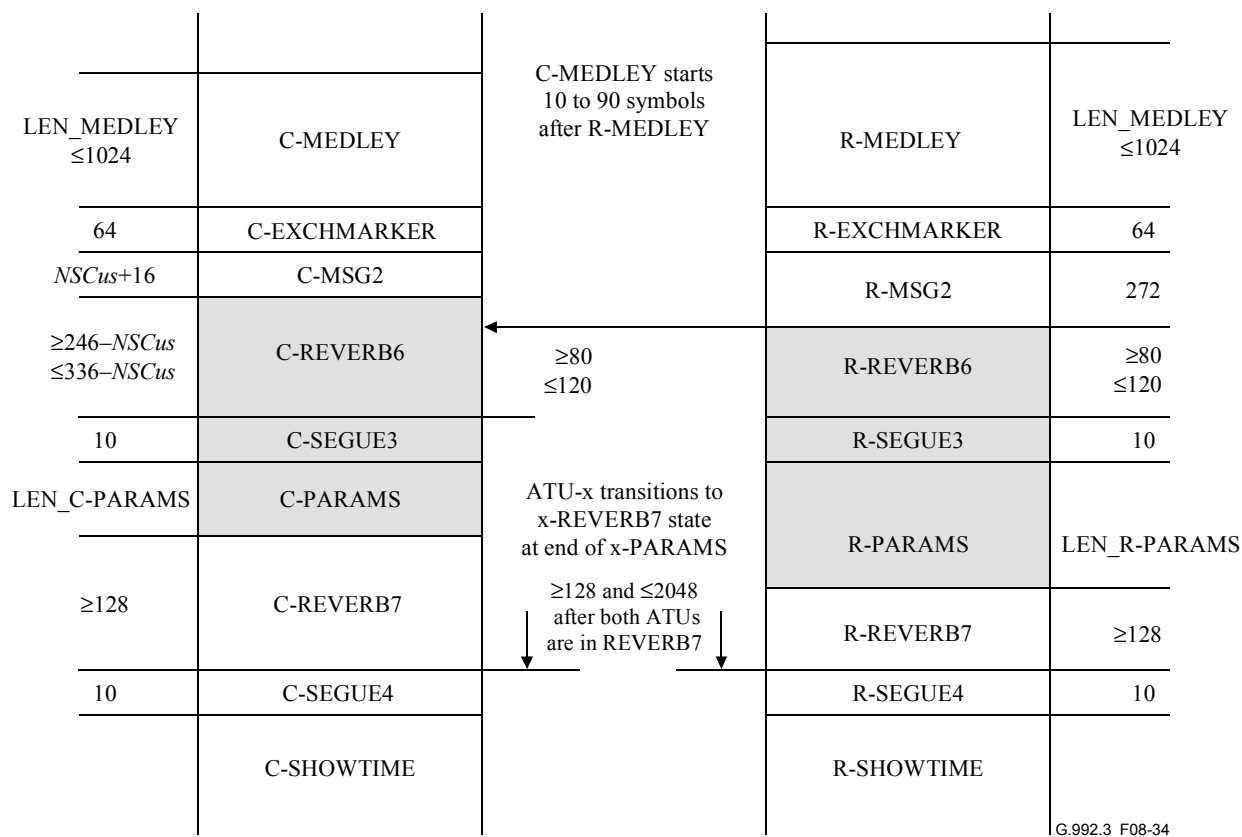 C-MEDLEY starts
10 to 90 symbols
after R-MEDLEY
LEN_MEDLEY
≤1024
C-MEDLEY
R-MEDLEY
LEN_MEDLEY
≤1024
64
C-EXCHMARKER
R-EXCHMARKER
64
NSCus+16
C-MSG2
R-MSG2
272
≥246–NSCus
≤336–NSCus
C-REVERB6
≥80
≤120
R-REVERB6
≥80
≤120
10
C-SEGUE3
R-SEGUE3
10
LEN_C-PARAMS
C-PARAMS
ATU-x transitions to
x-REVERB7 state
at end of x-PARAMS
R-PARAMS
LEN_R-PARAMS
≥128
C-REVERB7
≥128 and ≤2048
after both ATUs
are in REVERB7
R-REVERB7
≥128
10
C-SEGUE4
R-SEGUE4
10
C-SHOWTIME
R-SHOWTIME
G.992.3_F08-34